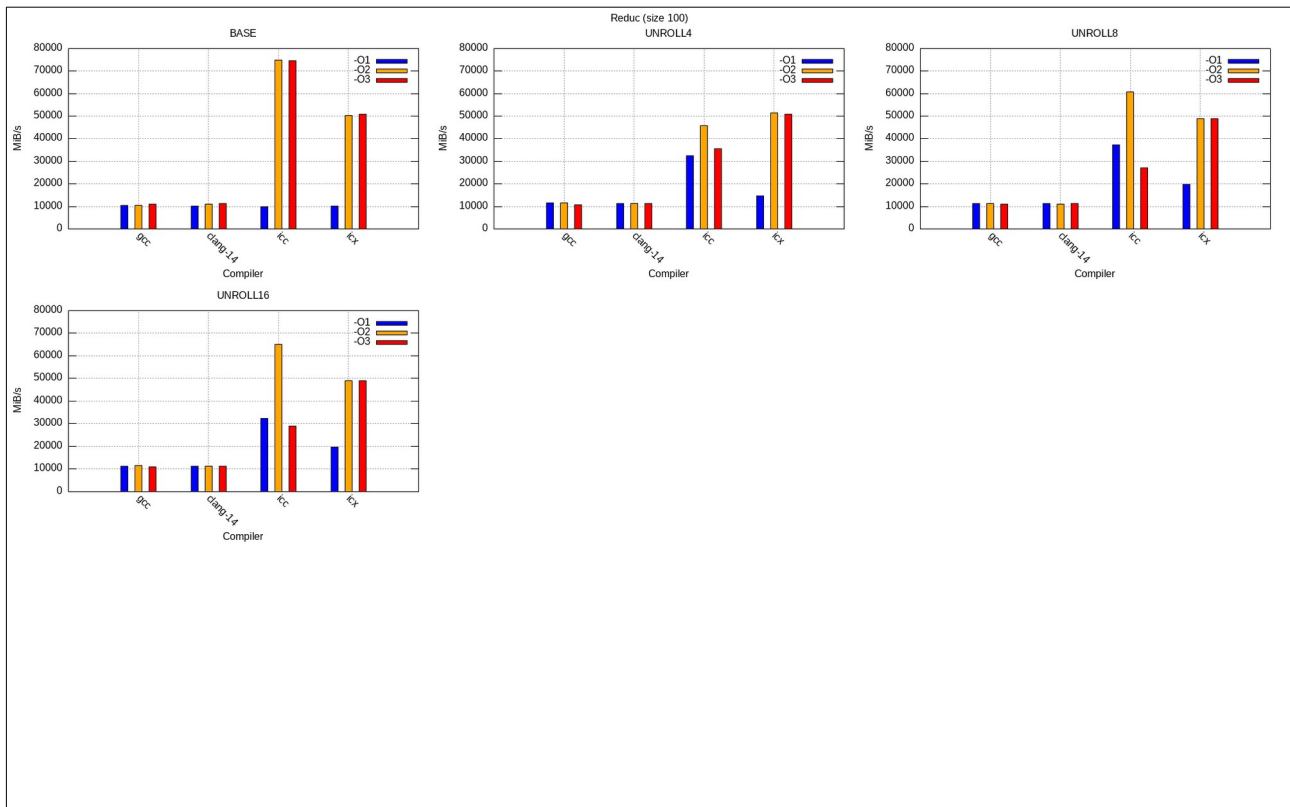 Reduc (size 100)
BASE
MiB/s
80000
70000
60000
50000
40000
30000
20000
10000
0
-O1
-O2
-O3
gcc
clang-14
icc
icx
Compiler
UNROLL4
MiB/s
80000
70000
60000
50000
40000
30000
20000
10000
0
-O1
-O2
-O3
gcc
clang-14
icc
icx
Compiler
UNROLL8
MiB/s
80000
70000
60000
50000
40000
30000
20000
10000
0
-O1
-O2
-O3
gcc
clang-14
icc
icx
Compiler
UNROLL16
MiB/s
80000
70000
60000
50000
40000
30000
20000
10000
0
-O1
-O2
-O3
gcc
clang-14
icc
icx
Compiler